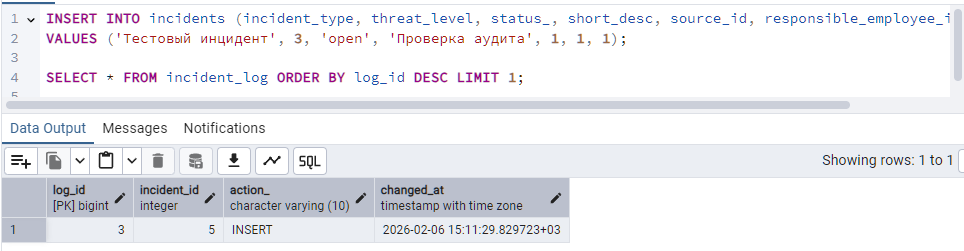 1 INSERT INTO incidents (incident_type, threat_level, status_, short_desc, source_id, responsible_employee_i
2 VALUES ('Тестовый инцидент', 3, 'open', 'Проверка аудита', 1, 1, 1);
3
4 SELECT * FROM incident_log ORDER BY log_id DESC LIMIT 1;
5
Data Output Messages Notifications
SQL Showing rows: 1 to 1
log_id incident_id action_ changed_at
[PK] bigint integer character varying (10) timestamp with time zone
1 3 5 INSERT 2026-02-06 15:11:29.829723+03